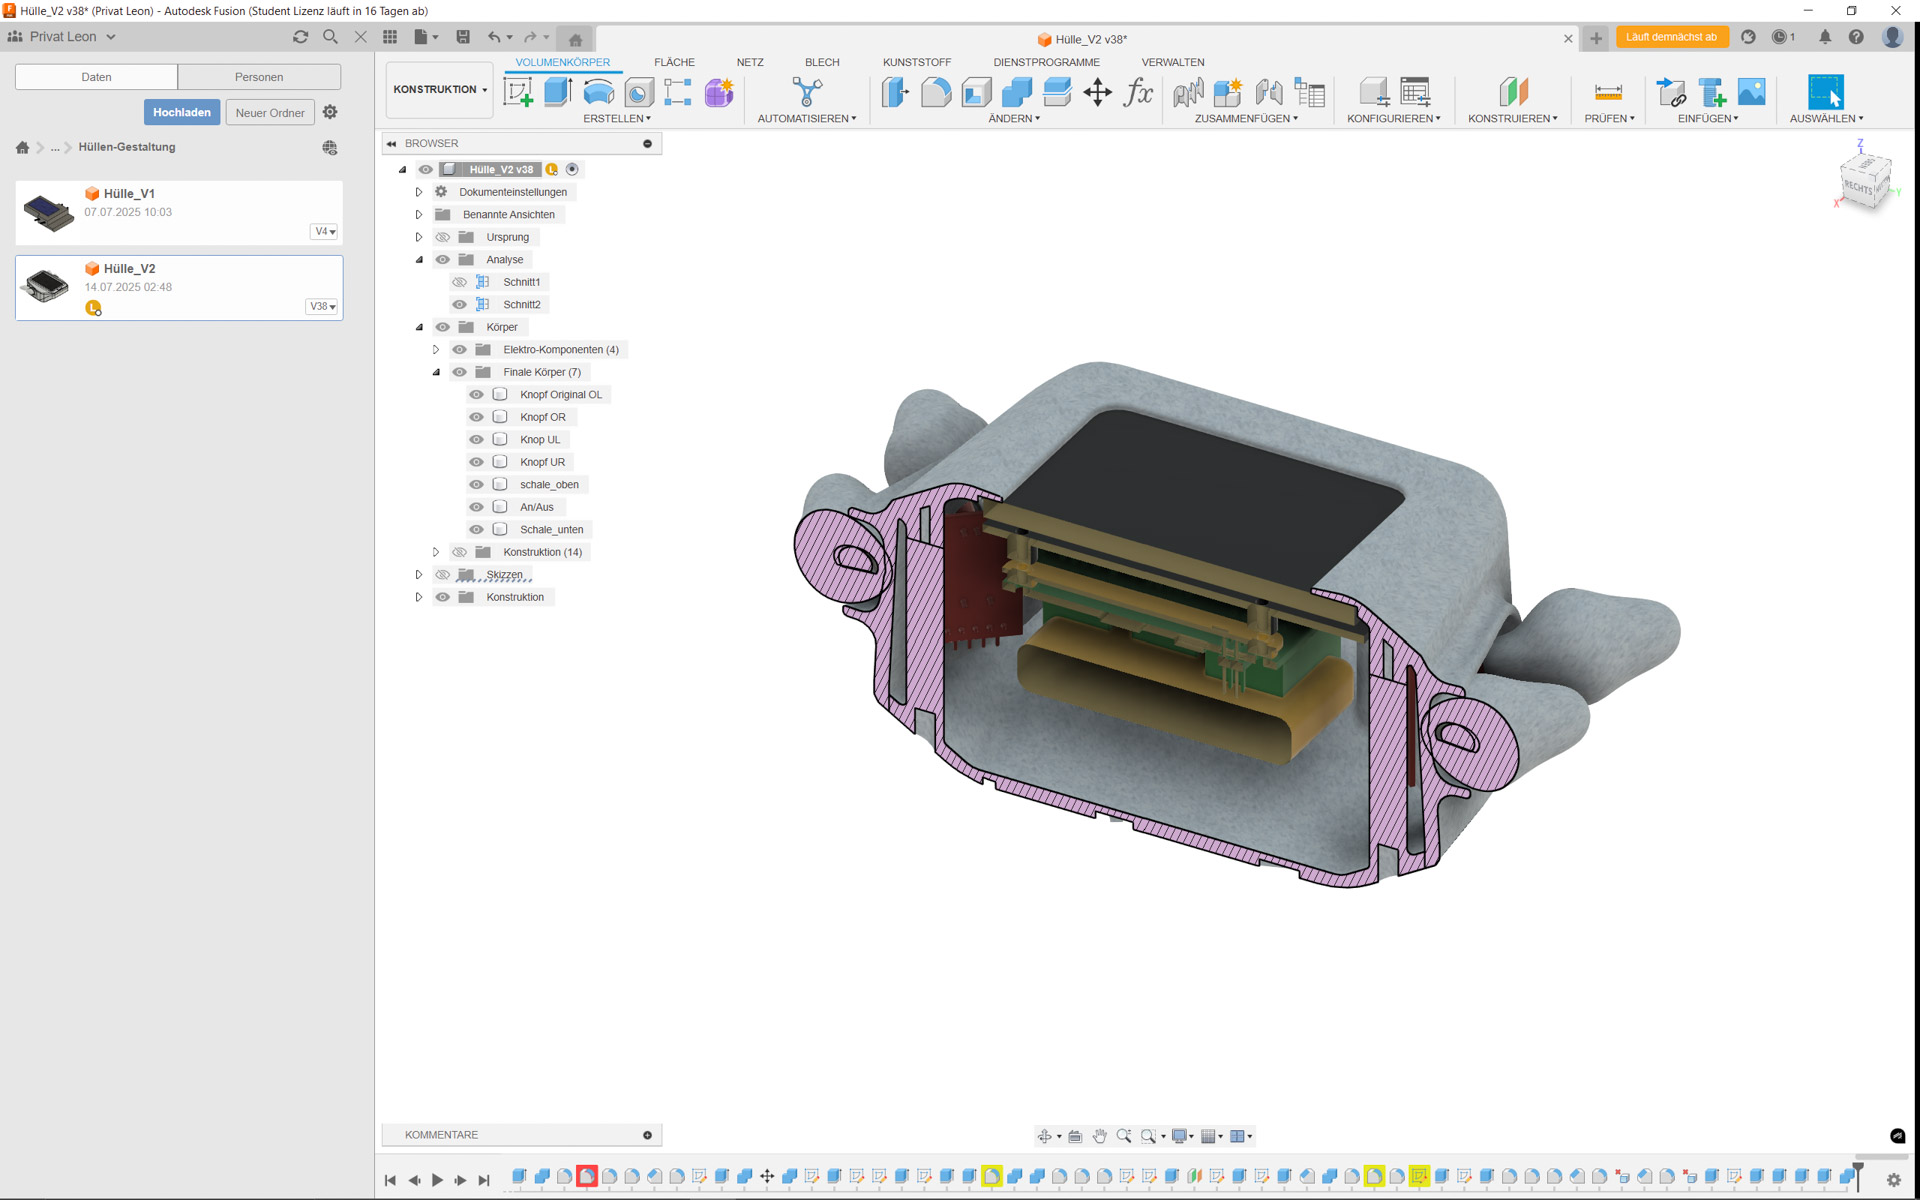 Hülle_V2 v38* (Privat Leon) - Autodesk Fusion (Student Lizenz läuft in 16 Tagen ab)
Privat Leon
Hülle_V2 v38*
Läuft demnächst ab
1
Daten
Personen
Hochladen
Neuer Ordner
...
Hüllen-Gestaltung
Hülle_V1
07.07.2025 10:03
V4
Hülle_V2
14.07.2025 02:48
L
V38
KONSTRUKTION
VOLUMENKÖRPER
FLÄCHE
NETZ
BLECH
KUNSTSTOFF
DIENSTPROGRAMME
VERWALTEN
fx
ERSTELLEN
AUTOMATISIEREN
ÄNDERN
ZUSAMMENFÜGEN
KONFIGURIEREN
KONSTRUIEREN
PRÜFEN
EINFÜGEN
AUSWÄHLEN
BROWSER
Hülle_V2 v38
L
Dokumenteinstellungen
Benannte Ansichten
Ursprung
Analyse
Schnitt1
Schnitt2
Körper
Elektro-Komponenten (4)
Finale Körper (7)
Knopf Original OL
Knopf OR
Knop UL
Knopf UR
schale_oben
An/Aus
Schale_unten
Konstruktion (14)
Skizzen
Konstruktion
Z
RECHTS
X
Y
KOMMENTARE